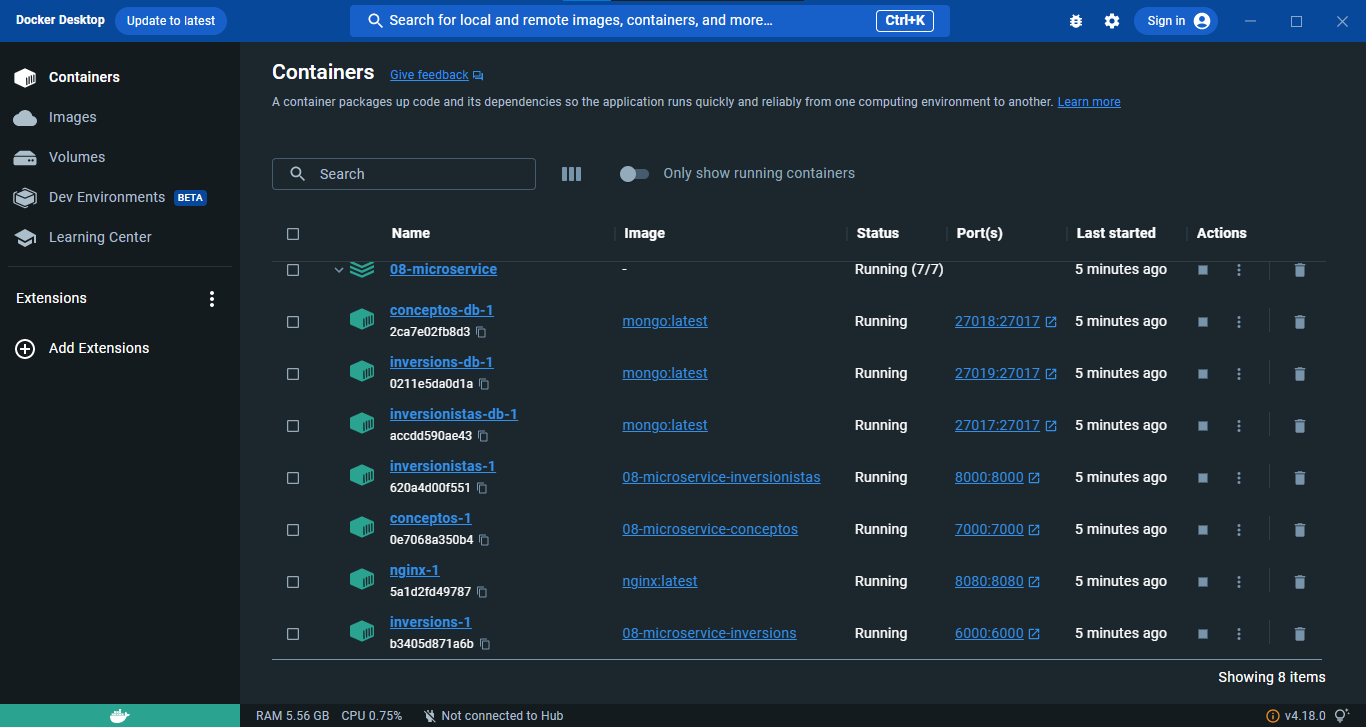 Docker Desktop Update to latest Search for local and remote images, containers, and more... Ctrl+K Sign in
Containers
Images
Volumes
Dev Environments BETA
Learning Center
Extensions
Add Extensions
Containers Give feedback
A container packages up code and its dependencies so the application runs quickly and reliably from one computing environment to another. Learn more
Search Only show running containers
Name Image Status Port(s) Last started Actions
08-microservice - Running (7/7) 5 minutes ago
conceptos-db-1
2ca7e02fb8d3 mongo:latest Running 27018:27017 5 minutes ago
inversions-db-1
0211e5da0d1a mongo:latest Running 27019:27017 5 minutes ago
inversionistas-db-1
accdd590ae43 mongo:latest Running 27017:27017 5 minutes ago
inversionistas-1
620a4d00f551 08-microservice-inversionistas Running 8000:8000 5 minutes ago
conceptos-1
0e7068a350b4 08-microservice-conceptos Running 7000:7000 5 minutes ago
nginx-1
5a1d2fd49787 nginx:latest Running 8080:8080 5 minutes ago
inversions-1
b3405d871a6b 08-microservice-inversions Running 6000:6000 5 minutes ago
Showing 8 items
RAM 5.56 GB CPU 0.75% Not connected to Hub v4.18.0